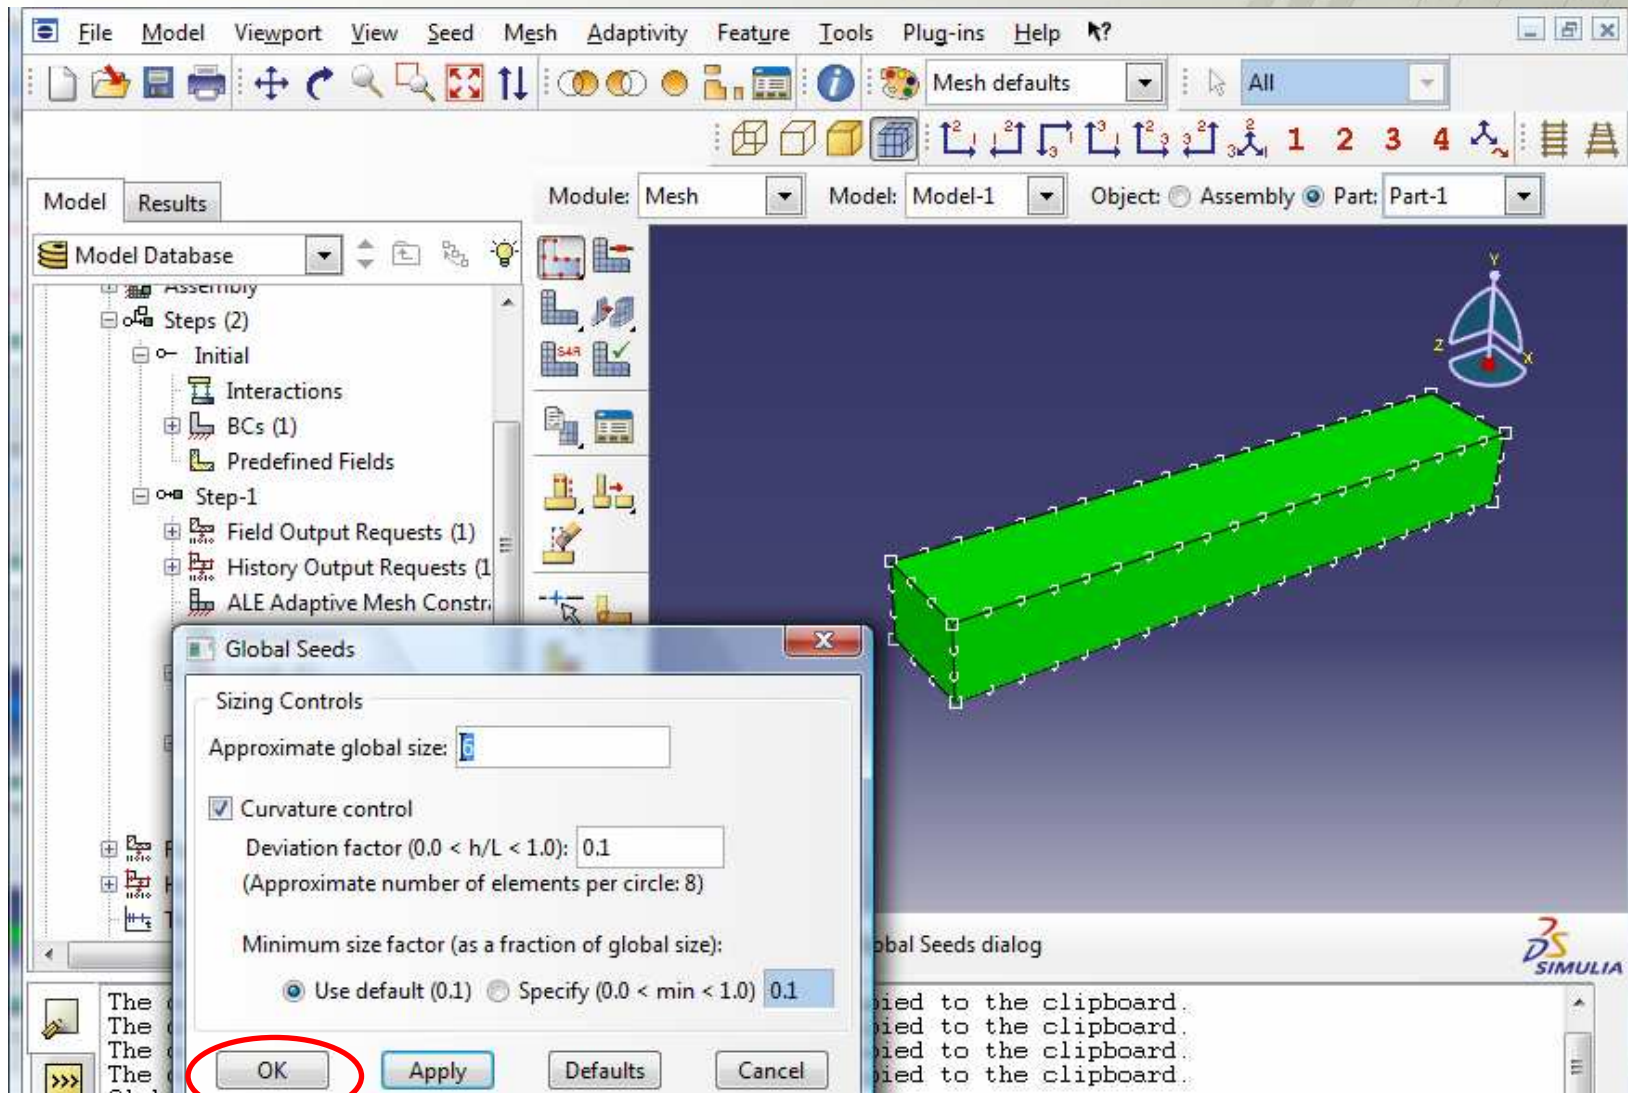 File Model Viewport View Seed Mesh Adaptivity Feature Tools Plug-ins Help
Mesh defaults All
1 2 3 4
Model Results
Module: Mesh Model: Model-1 Object: Assembly Part: Part-1
Model Database
Assembly
Steps (2)
Initial
Interactions
BCs (1)
Predefined Fields
Step-1
Field Output Requests (1)
History Output Requests (1
ALE Adaptive Mesh Constr
Y
Z
X
Global Seeds
Sizing Controls
Approximate global size: 6
Curvature control
Deviation factor (0.0 < h/L < 1.0): 0.1
(Approximate number of elements per circle: 8)
Minimum size factor (as a fraction of global size):
Use default (0.1) Specify (0.0 < min < 1.0) 0.1
OK Apply Defaults Cancel
Seeds dialog
SIMULIA
The
The
The
The
to the clipboard.
to the clipboard.
to the clipboard.
to the clipboard.